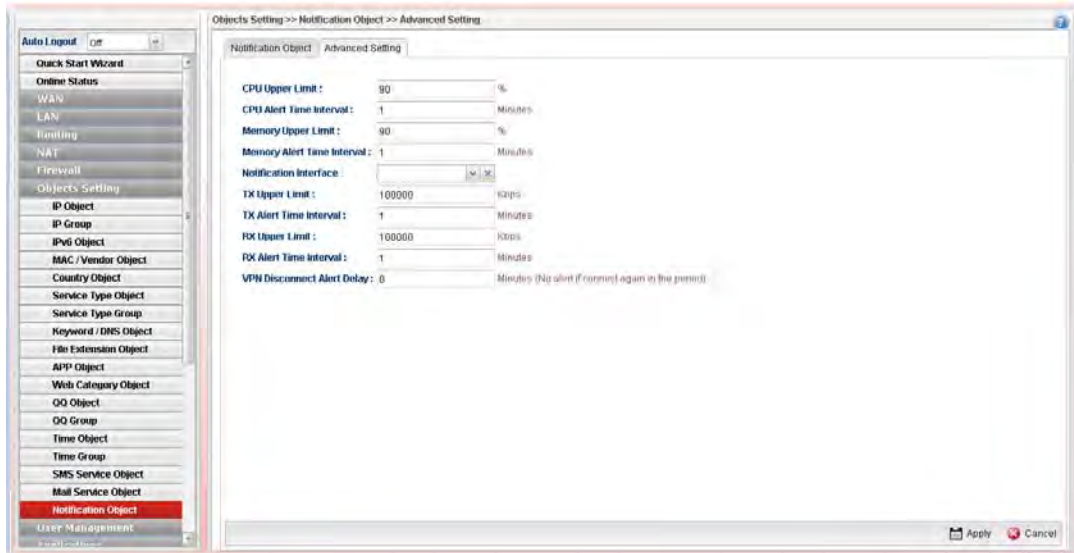 Objects Setting >> Notification Object >> Advanced Setting
Auto Logout Off
Quick Start Wizard
Online Status
WAN
LAN
Routing
NAT
Firewall
Objects Setting
IP Object
IP Group
IPv6 Object
MAC / Vendor Object
Country Object
Service Type Object
Service Type Group
Keyword / DNS Object
File Extension Object
APP Object
Web Category Object
QQ Object
QQ Group
Time Object
Time Group
SMS Service Object
Mail Service Object
Notification Object
User Management
Applications
Notification Object Advanced Setting
CPU Upper Limit : 90 %
CPU Alert Time Interval : 1 Minutes
Memory Upper Limit : 90 %
Memory Alert Time Interval : 1 Minutes
Notification Interface
TX Upper Limit : 100000 Kbps
TX Alert Time Interval : 1 Minutes
RX Upper Limit : 100000 Kbps
RX Alert Time Interval : 1 Minutes
VPN Disconnect Alert Delay : 0 Minutes (No alert if connect again in the period)
Apply Cancel